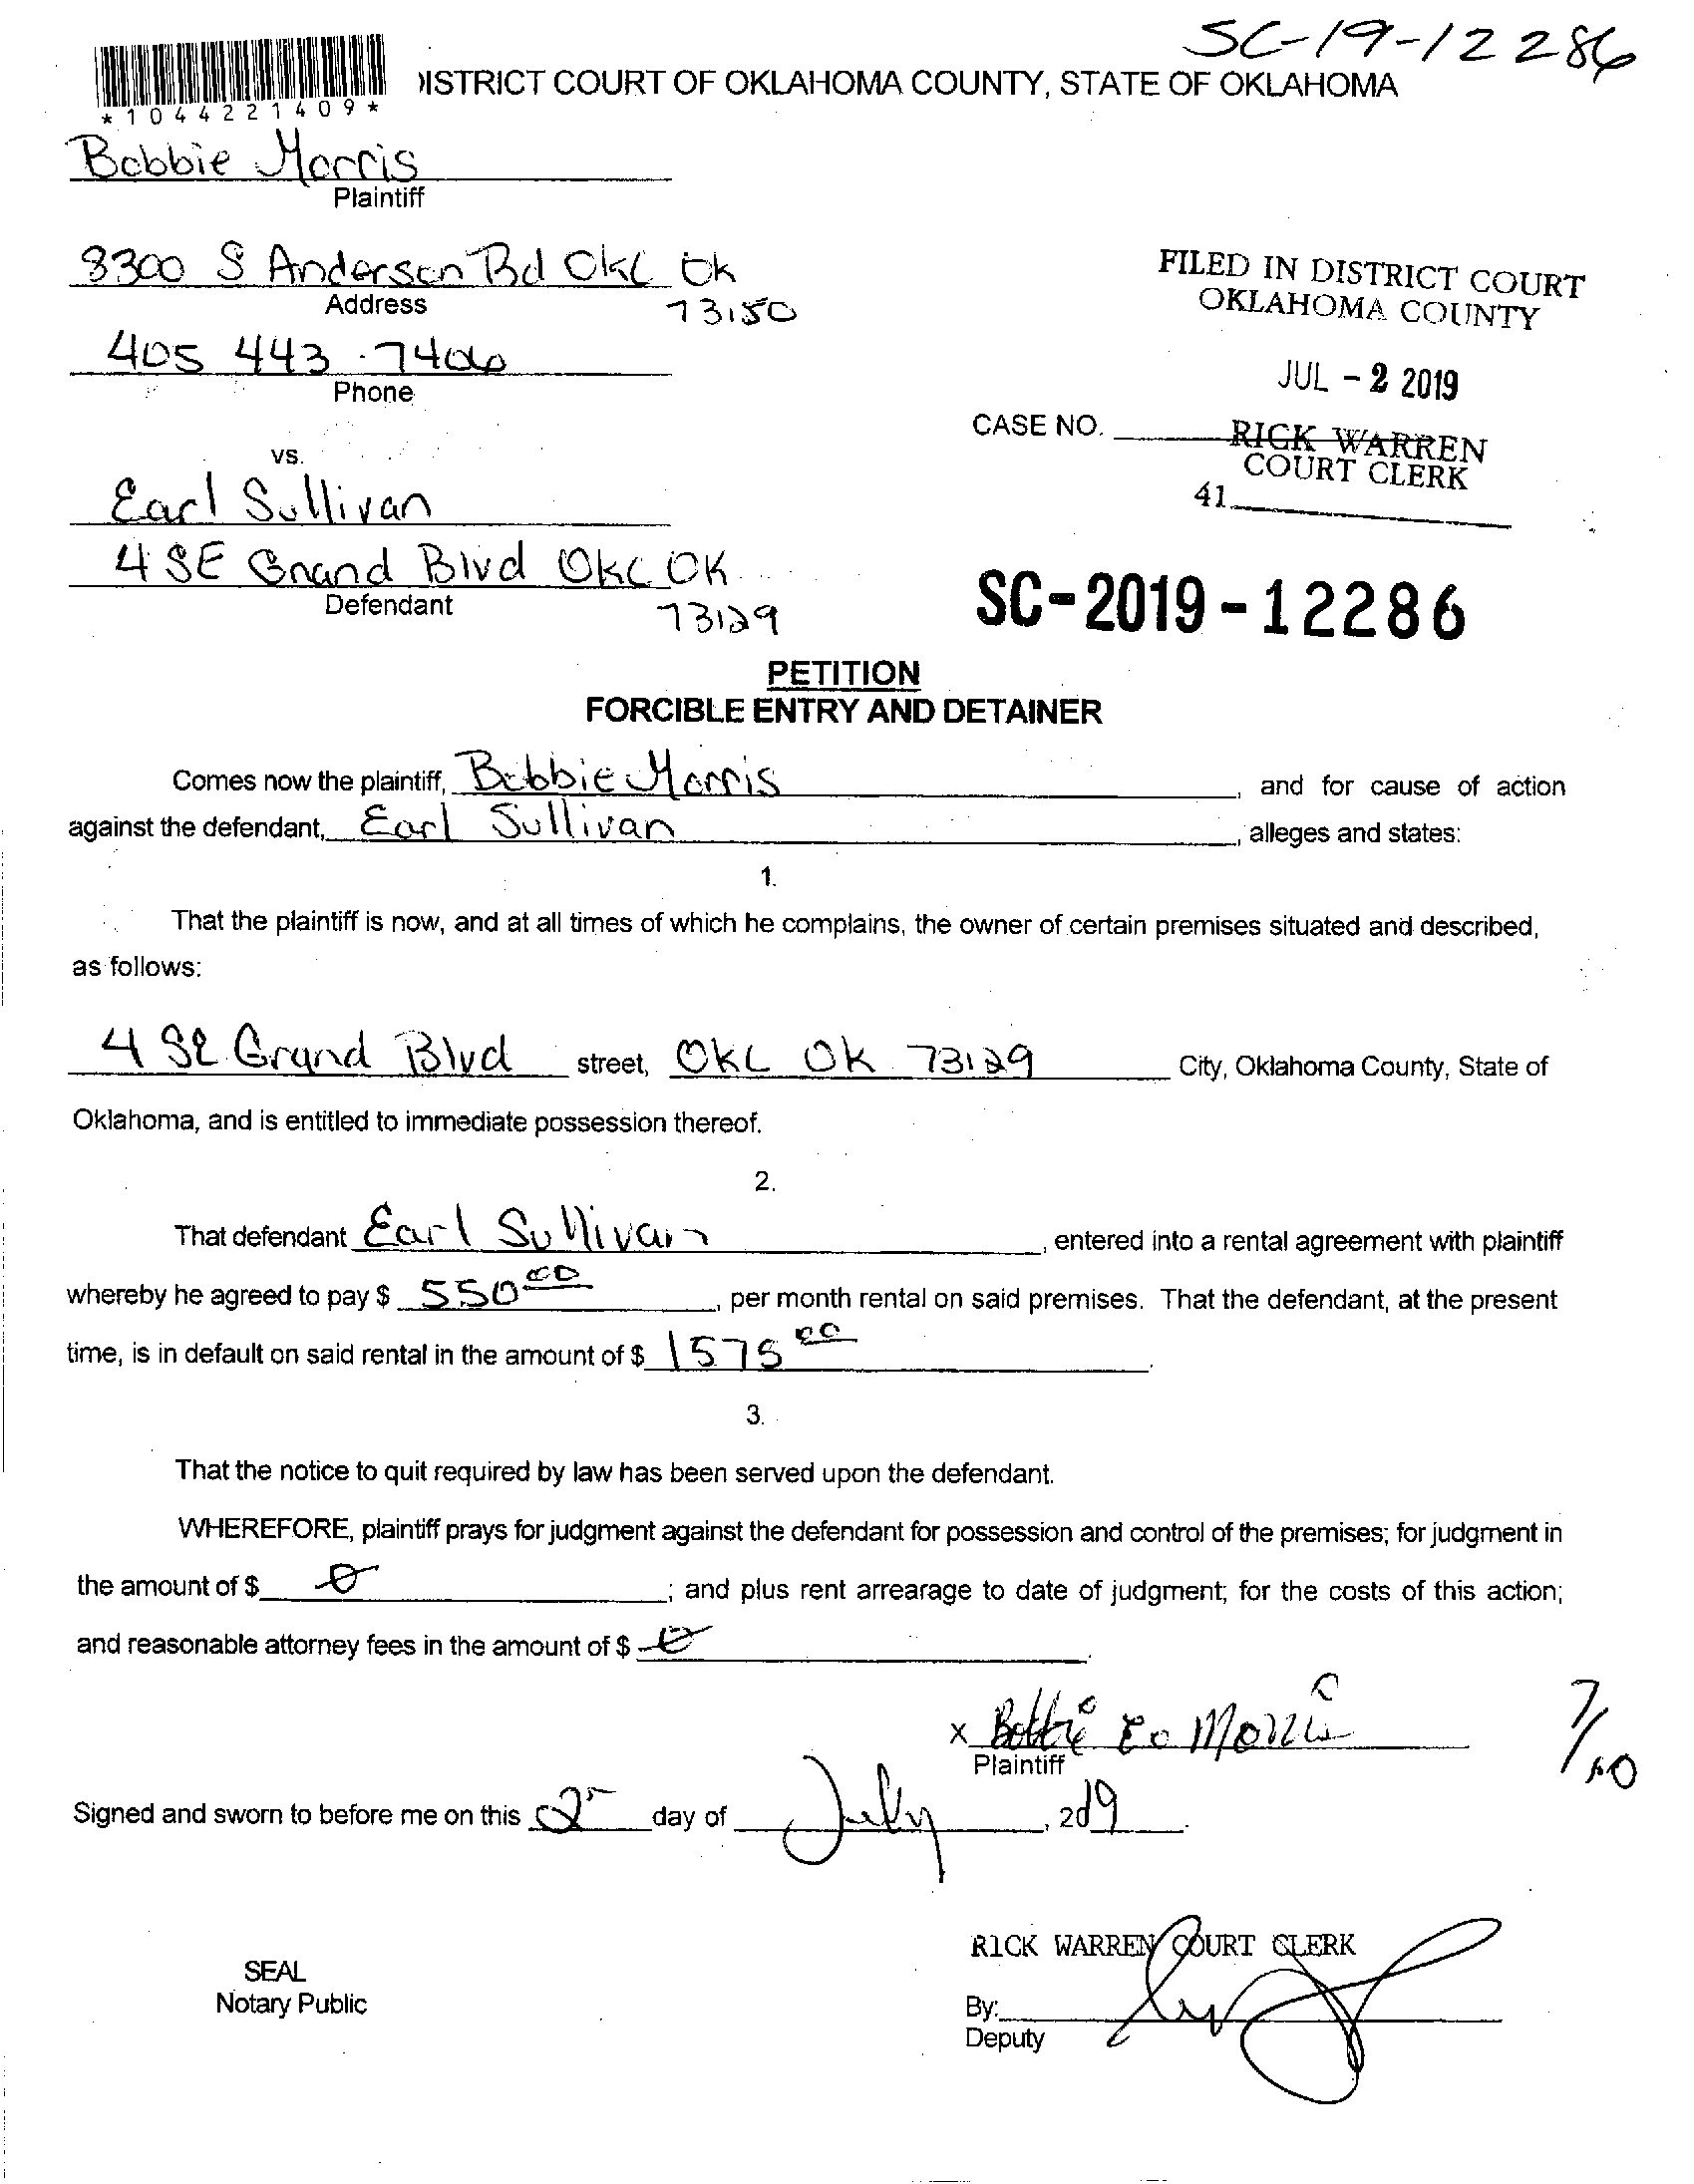 SC-19-12286
DISTRICT COURT OF OKLAHOMA COUNTY, STATE OF OKLAHOMA
*1044221409*
Bobbie Morris
Plaintiff
8300 S Anderson Rd OKC OK
Address
73150
405 443-7406
Phone
FILED IN DISTRICT COURT
OKLAHOMA COUNTY
JUL - 2 2019
CASE NO.
RICK WARREN
COURT CLERK
41
vs.
Earl Sullivan
4 SE Grand Blvd OKC OK
Defendant
73129
SC-2019-12286
PETITION
FORCIBLE ENTRY AND DETAINER
Comes now the plaintiff, Bobbie Morris, and for cause of action
against the defendant, Earl Sullivan, alleges and states:
1.
That the plaintiff is now, and at all times of which he complains, the owner of certain premises situated and described,
as follows:
4 SE Grand Blvd street, OKC OK 73129 City, Oklahoma County, State of
Oklahoma, and is entitled to immediate possession thereof.
2.
That defendant Earl Sullivan, entered into a rental agreement with plaintiff
whereby he agreed to pay $ 550 00, per month rental on said premises. That the defendant, at the present
time, is in default on said rental in the amount of $ 1575 00.
3.
That the notice to quit required by law has been served upon the defendant.
WHEREFORE, plaintiff prays for judgment against the defendant for possession and control of the premises; for judgment in
the amount of $ 0; and plus rent arrearage to date of judgment; for the costs of this action;
and reasonable attorney fees in the amount of $ 0.
x Bobbie Jo Morris
Plaintiff
7/10
Signed and sworn to before me on this 2 day of July, 2019.
RICK WARREN COURT CLERK
SEAL
Notary Public
By:
Deputy